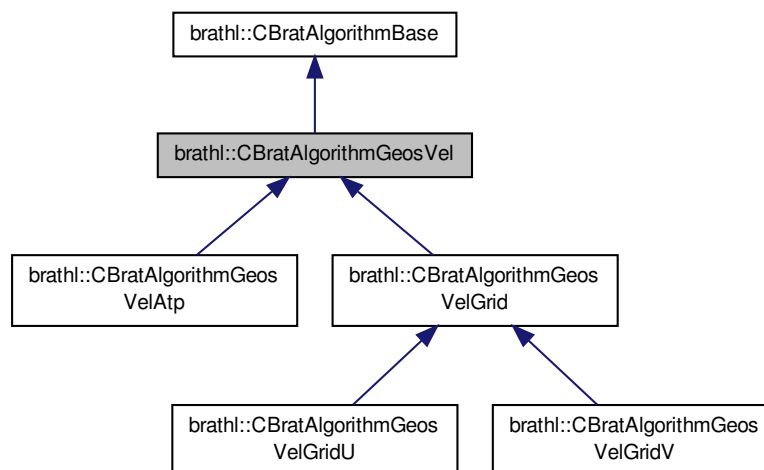 brathl::CBratAlgorithmBase
brathl::CBratAlgorithmGeosVel
brathl::CBratAlgorithmGeos
VelAtp
brathl::CBratAlgorithmGeos
VelGrid
brathl::CBratAlgorithmGeos
VelGridU
brathl::CBratAlgorithmGeos
VelGridV